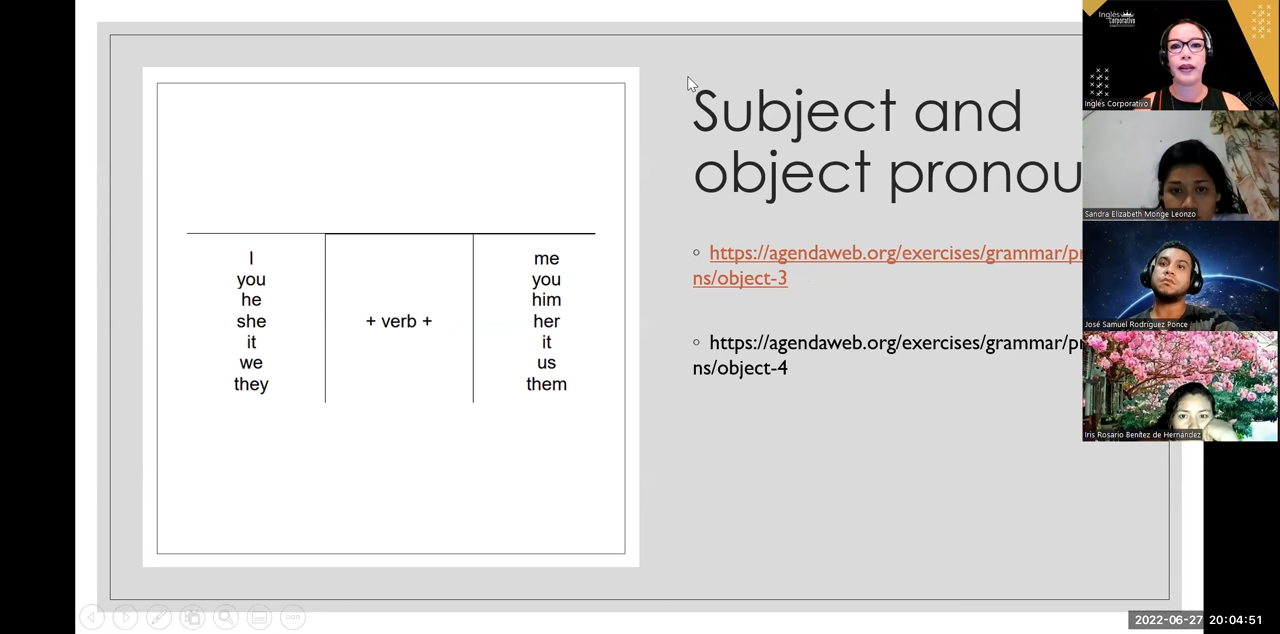 Subject and
object pronou
I
you
he
she
it
we
they
+ verb +
me
you
him
her
it
us
them
https://agendaweb.org/exercises/grammar/pr
ns/object-3
https://agendaweb.org/exercises/grammar/pr
ns/object-4
Inglés
Corporativo
Inglés Corporativo
Sandra Elizabeth Monge Leonzo
José Samuel Rodríguez Ponce
Iris Rosario Benítez de Hernández
2022-06-27 20:04:51